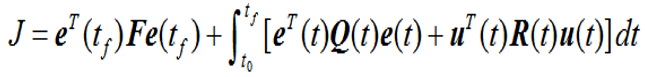 J = e^T(t_f)Fe(t_f) + ∫_{t_0}^{t_f} [e^T(t)Q(t)e(t) + u^T(t)R(t)u(t)]dt